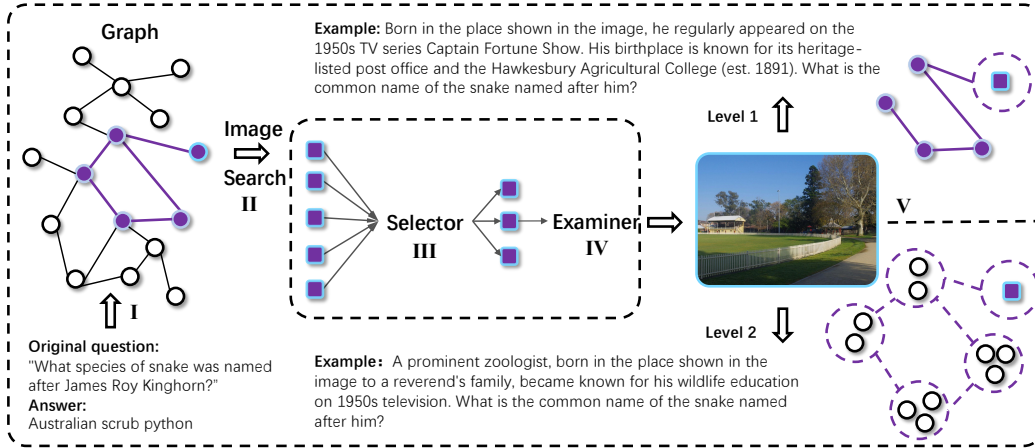 Graph
Example: Born in the place shown in the image, he regularly appeared on the
1950s TV series Captain Fortune Show. His birthplace is known for its heritage-
listed post office and the Hawkesbury Agricultural College (est. 1891). What is the
common name of the snake named after him?
Level 1
Image
Search
II
Selector
III
Examiner
IV
V
I
Level 2
Original question:
"What species of snake was named
after James Roy Kinghorn?"
Answer:
Australian scrub python
Example: A prominent zoologist, born in the place shown in the
image to a reverend's family, became known for his wildlife education
on 1950s television. What is the common name of the snake named
after him?